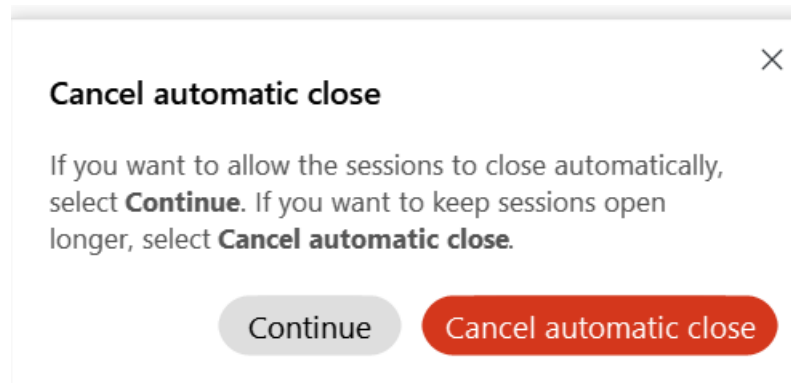 Cancel automatic close
If you want to allow the sessions to close automatically,
select Continue. If you want to keep sessions open
longer, select Cancel automatic close.
Continue
Cancel automatic close